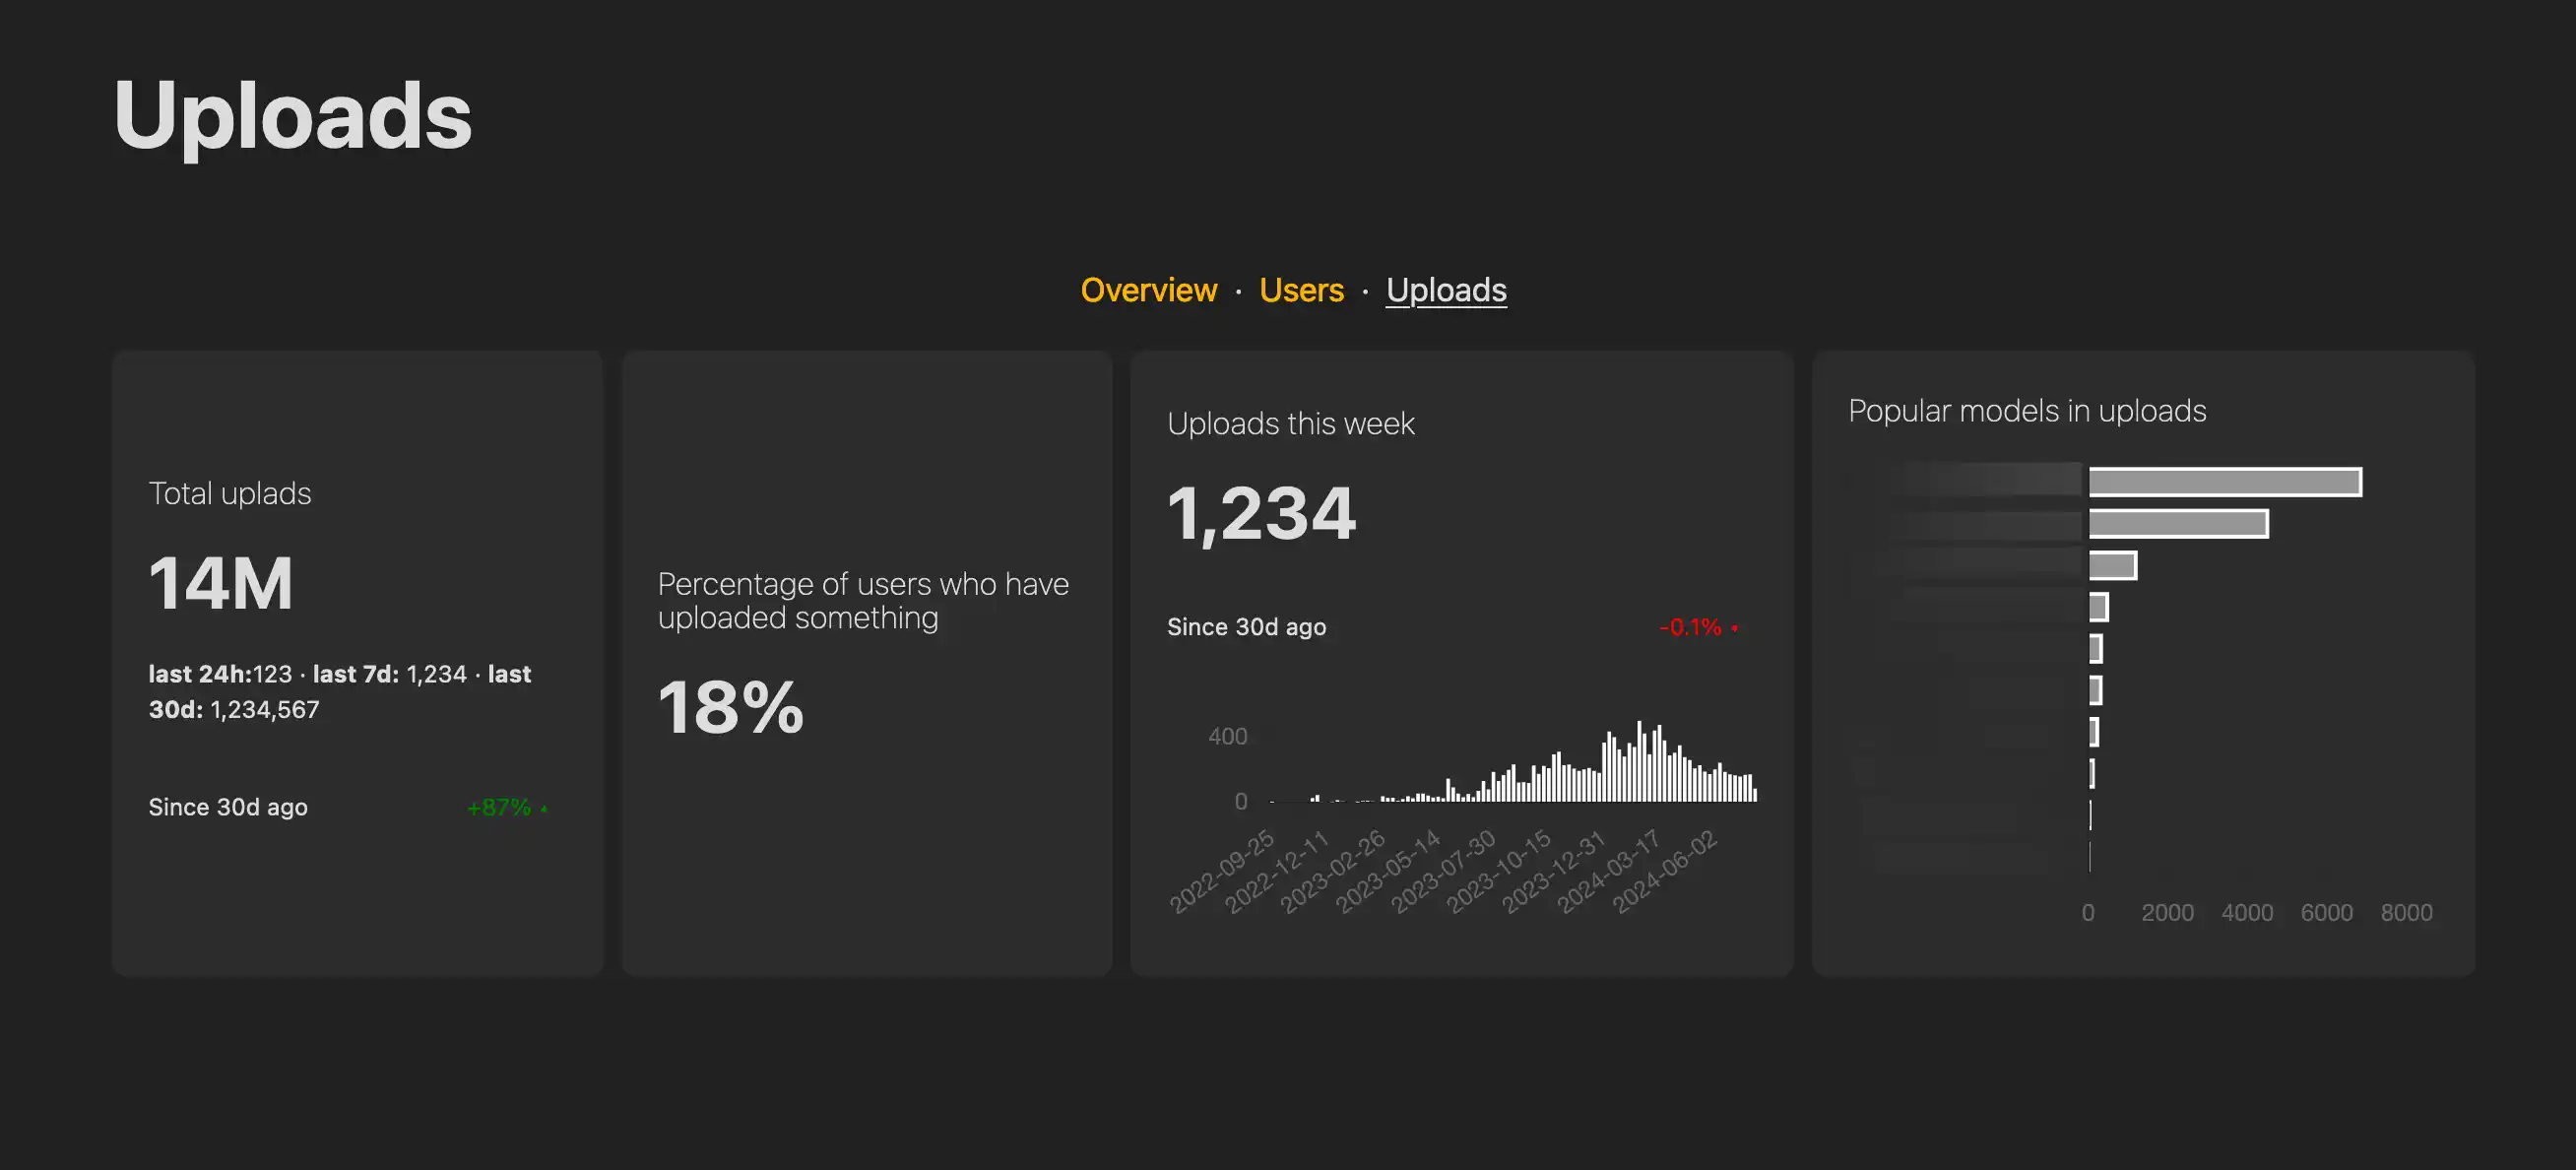 Uploads
Overview · Users · Uploads
Total uplads
14M
last 24h:123 · last 7d: 1,234 · last
30d: 1,234,567
Since 30d ago
+87%
Percentage of users who have
uploaded something
18%
Uploads this week
1,234
Since 30d ago
-0.1%
400
0
2022-09-25
2022-12-11
2023-02-26
2023-05-14
2023-07-30
2023-10-15
2023-12-31
2024-03-17
2024-06-02
Popular models in uploads
0 2000 4000 6000 8000